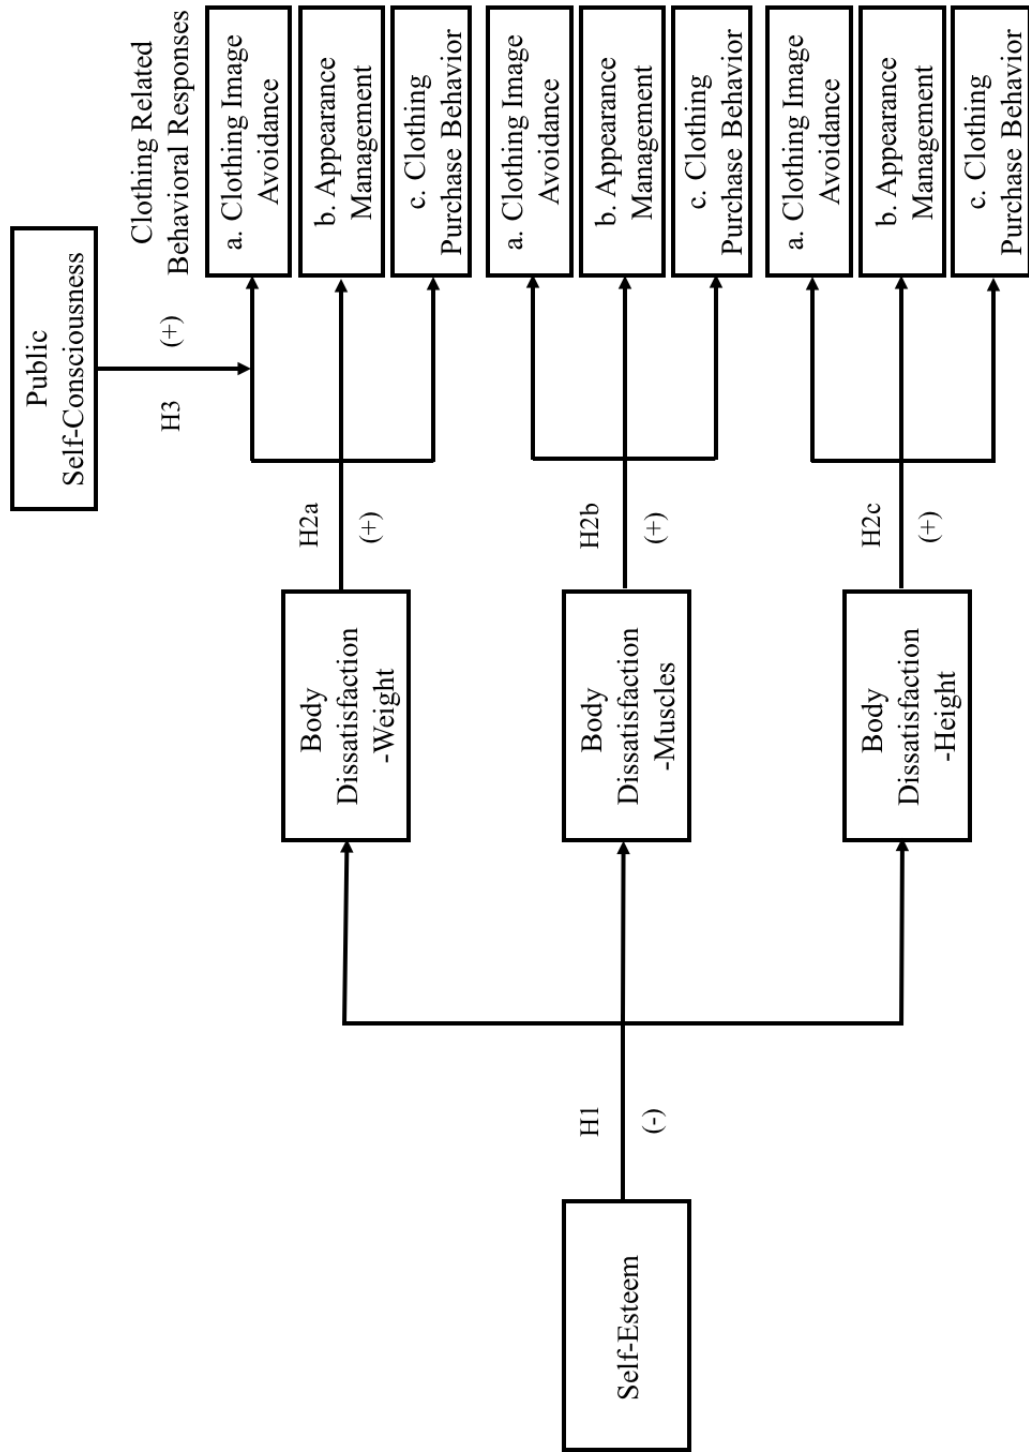 Public
Self-Consciousness
H3
(+)
Clothing Related
Behavioral Responses
Self-Esteem
H1
(-)
Body
Dissatisfaction
-Weight
H2a
(+)
a. Clothing Image
Avoidance
b. Appearance
Management
c. Clothing
Purchase Behavior
Body
Dissatisfaction
-Muscles
H2b
(+)
a. Clothing Image
Avoidance
b. Appearance
Management
c. Clothing
Purchase Behavior
Body
Dissatisfaction
-Height
H2c
(+)
a. Clothing Image
Avoidance
b. Appearance
Management
c. Clothing
Purchase Behavior